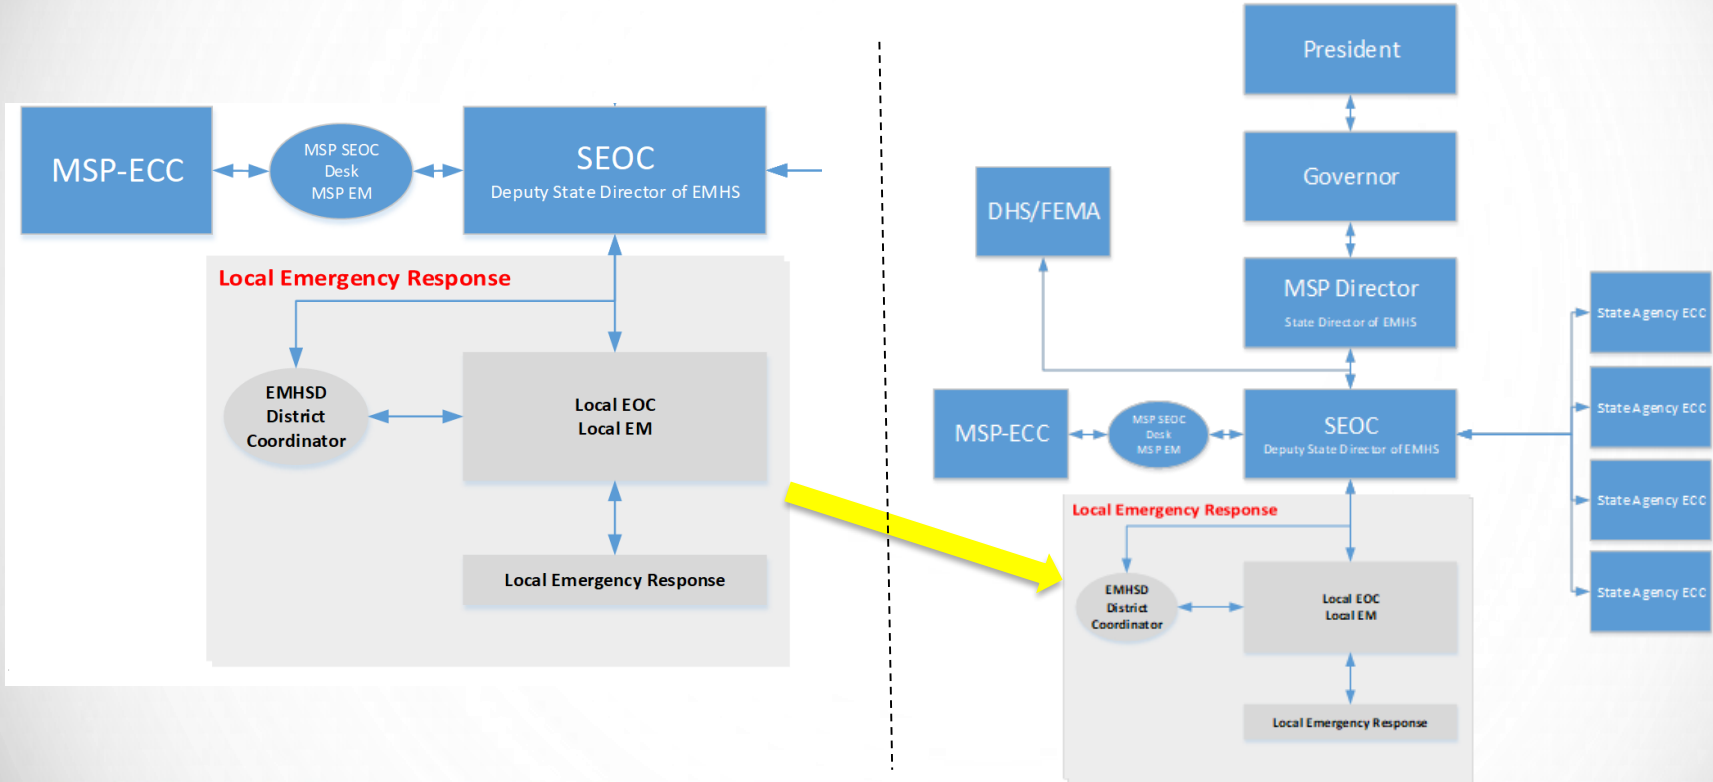 MSP-ECC
MSP SEOC
Desk
MSP EM
SEOC
Deputy State Director of EMHS
Local Emergency Response
EMHSD
District
Coordinator
Local EOC
Local EM
Local Emergency Response
President
Governor
DHS/FEMA
MSP Director
State Director of EMHS
MSP-ECC
MSP SEOC
Desk
MSP EM
SEOC
Deputy State Director of EMHS
State Agency ECC
State Agency ECC
State Agency ECC
State Agency ECC
Local Emergency Response
EMHSD
District
Coordinator
Local EOC
Local EM
Local Emergency Response